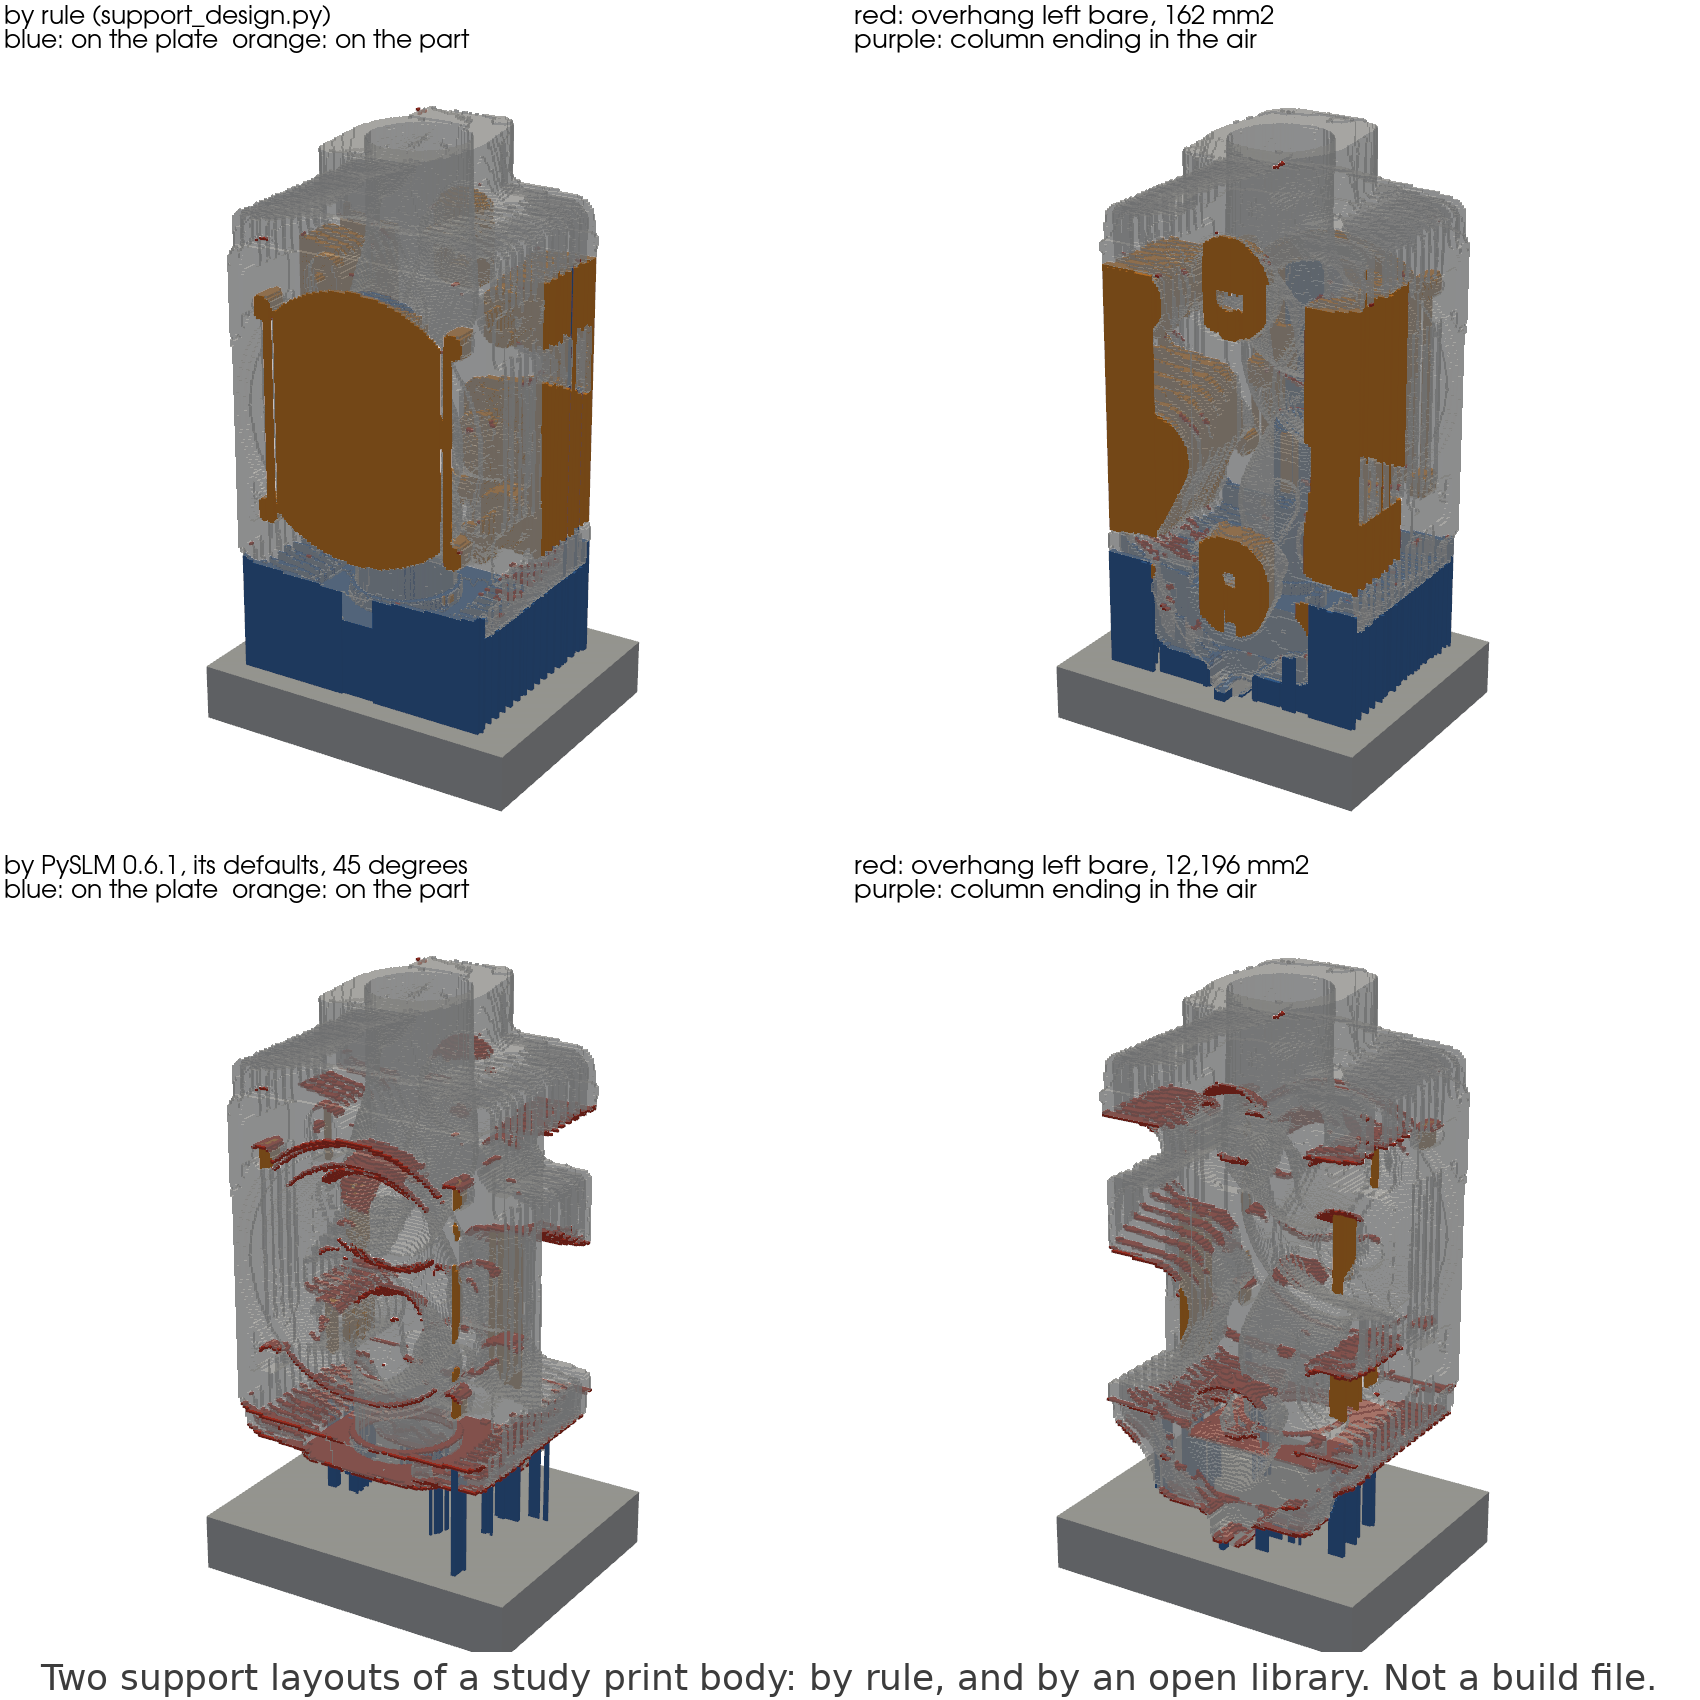 by rule (support_design.py)
blue: on the plate  orange: on the part
red: overhang left bare, 162 mm2
purple: column ending in the air
by PySLM 0.6.1, its defaults, 45 degrees
blue: on the plate  orange: on the part
red: overhang left bare, 12,196 mm2
purple: column ending in the air
Two support layouts of a study print body: by rule, and by an open library. Not a build file.